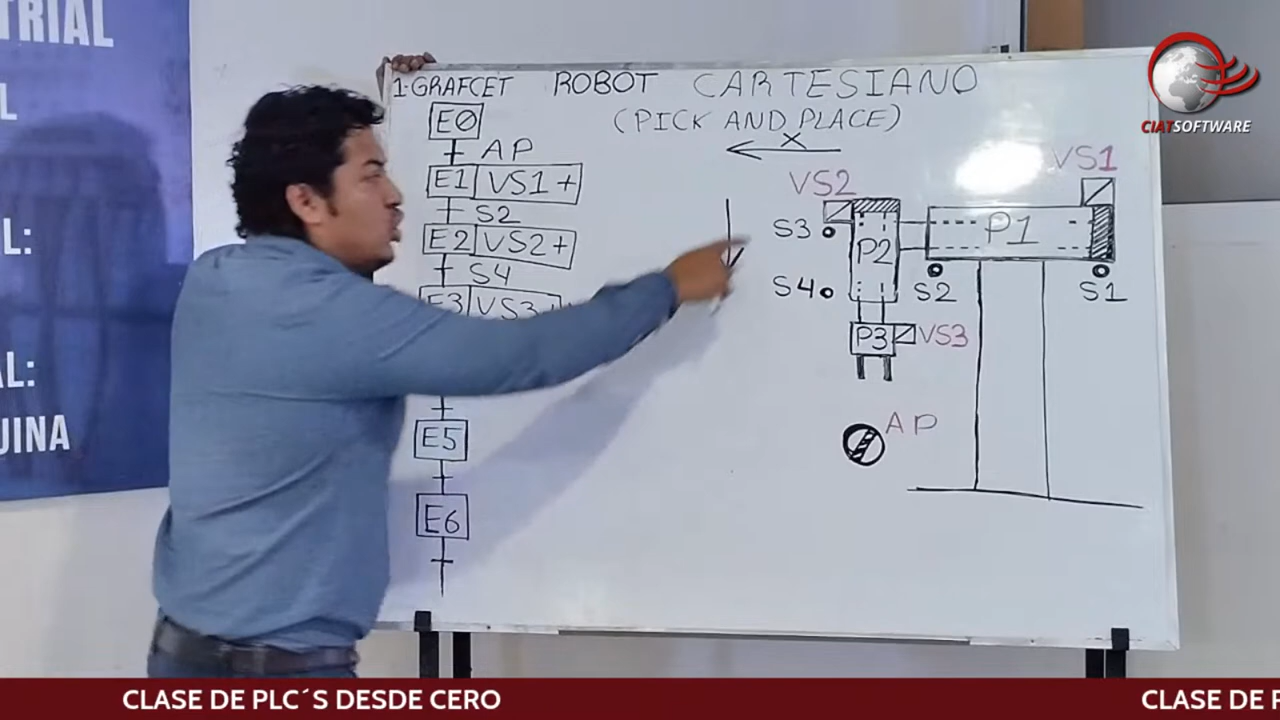 TRIAL
L
L:
AL:
UINA
1·GRAFCET ROBOT CARTESIANO
(PICK AND PLACE)
E0
AP
E1 VS1+
S2
E2 VS2+
S4
E3 VS3+
E5
E6
X
VS2
VS1
S3
P2
P1
S4
S2
S1
P3
VS3
AP
CIATSOFTWARE
CLASE DE PLC´S DESDE CERO
CLASE DE P